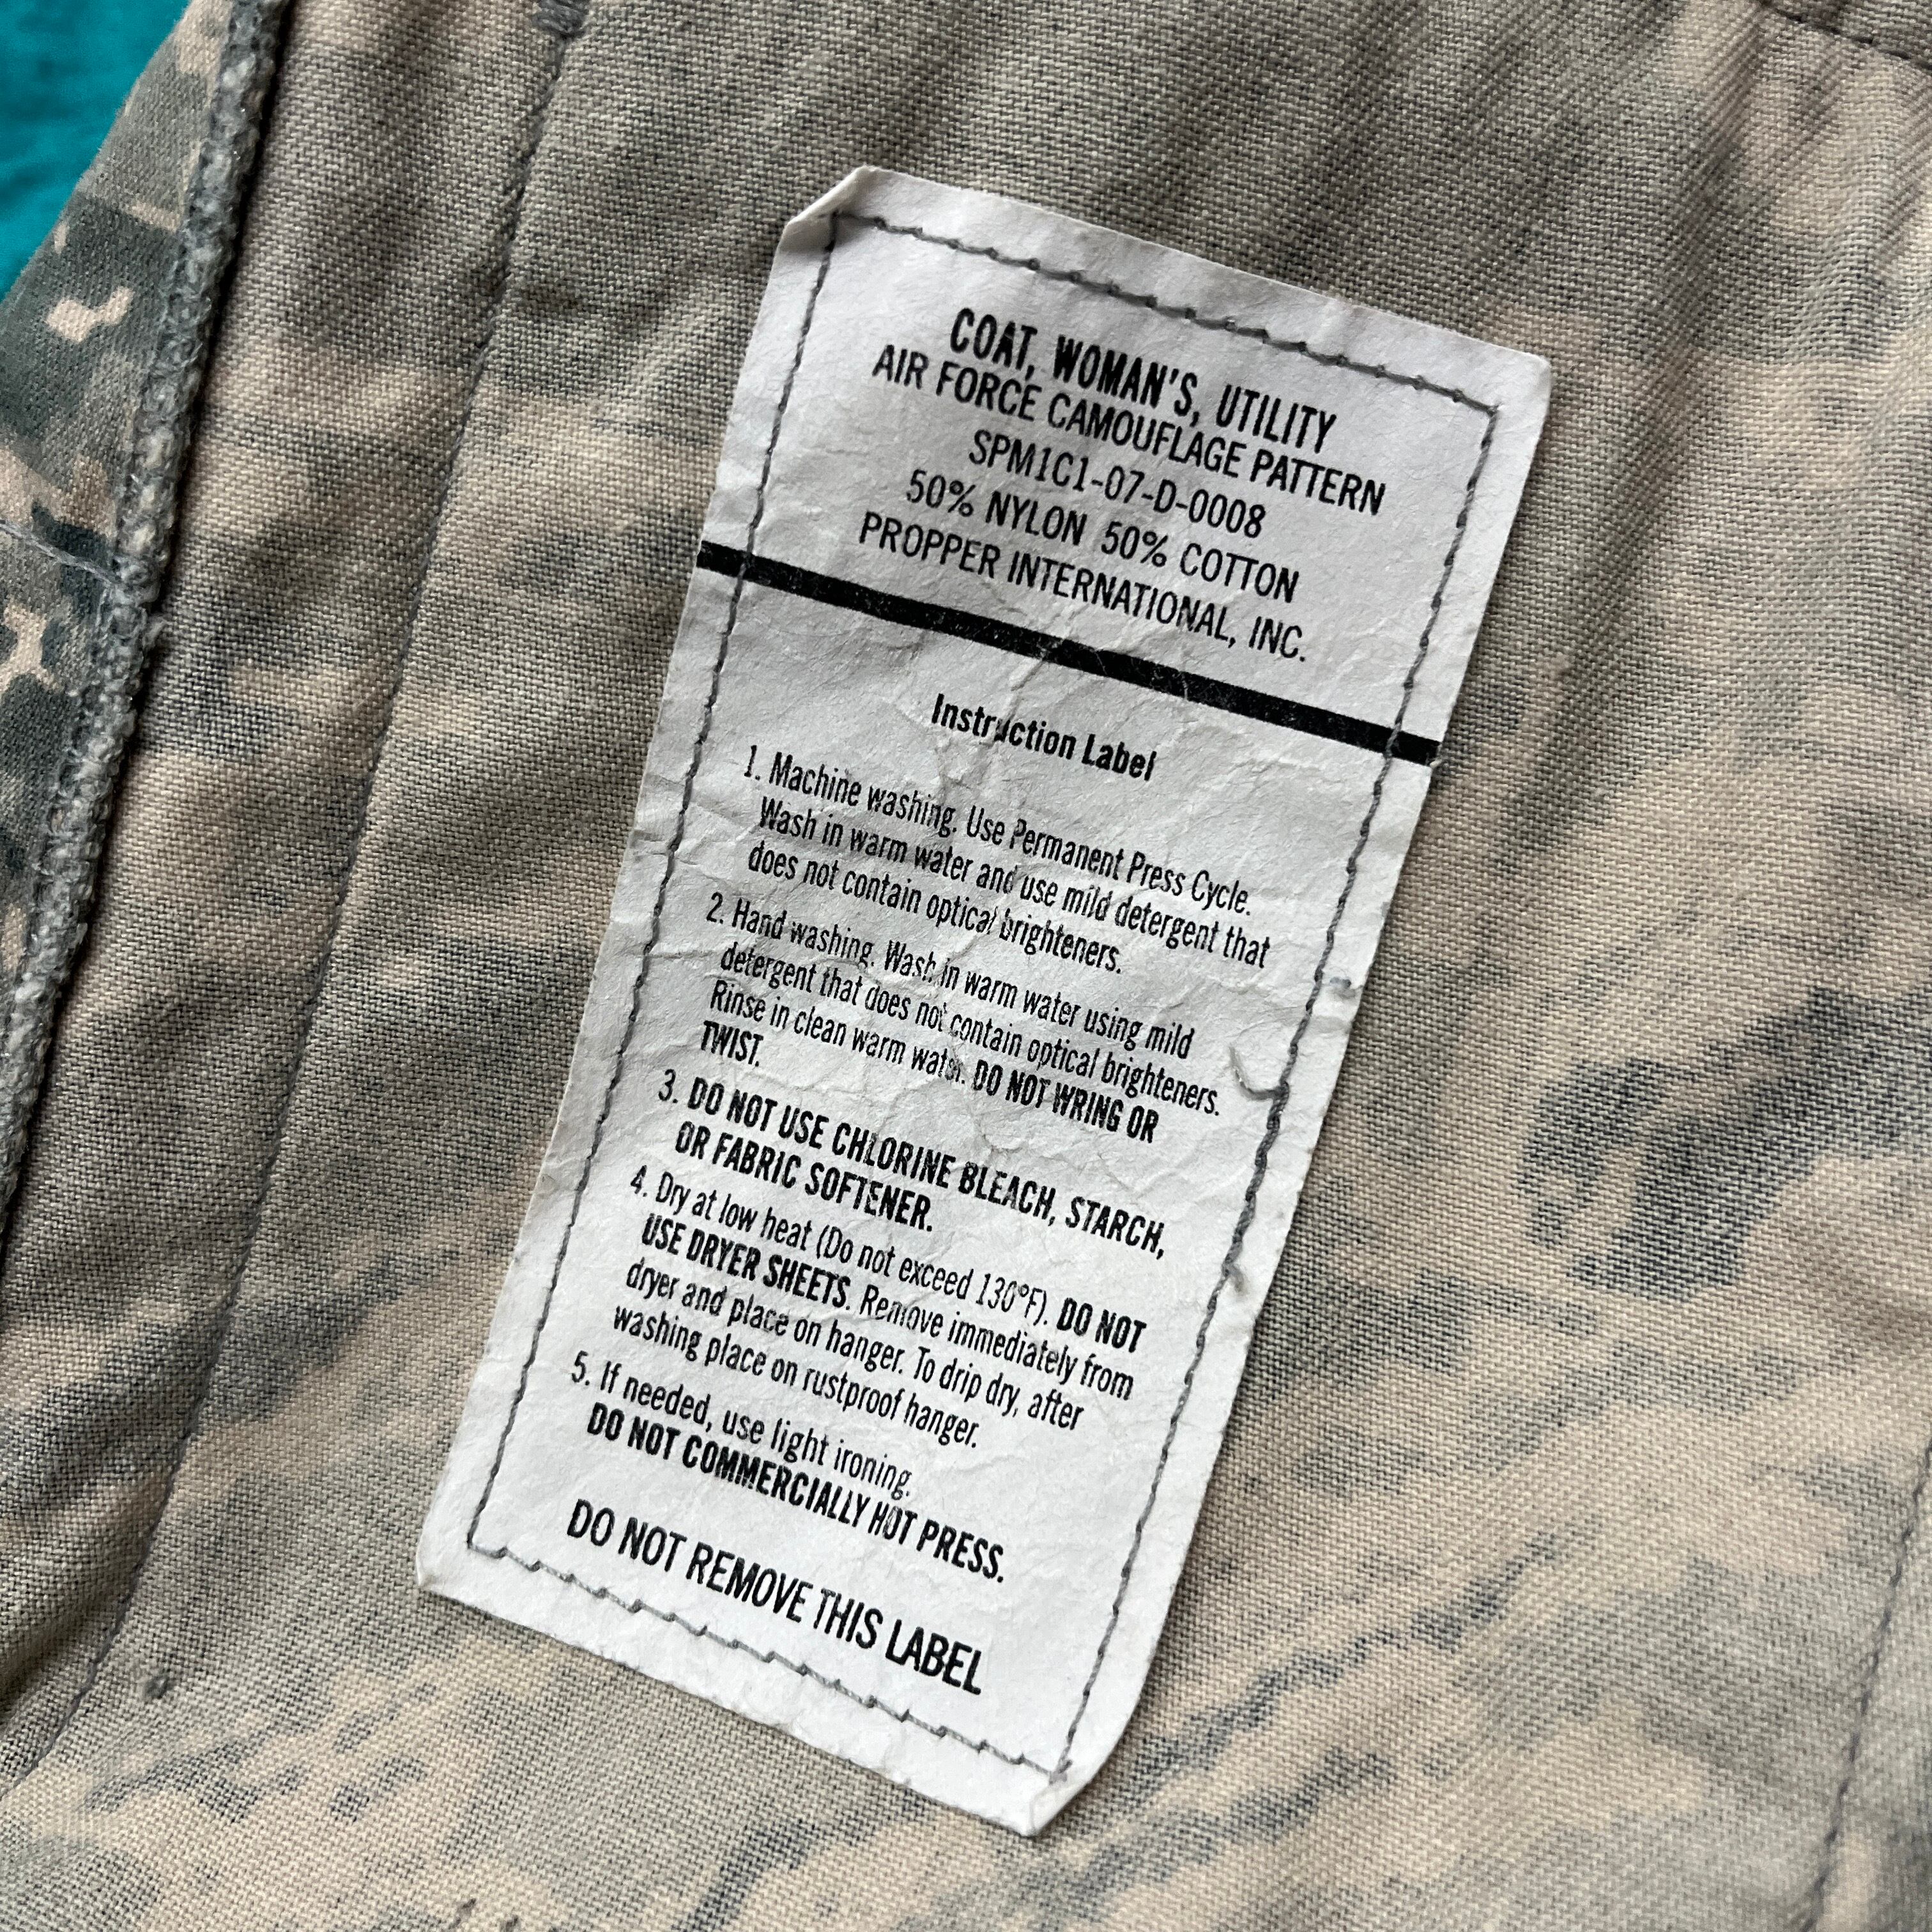 COAT, WOMAN'S, UTILITY
AIR FORCE CAMOUFLAGE PATTERN
SPM1C1-07-D-0008
50% NYLON 50% COTTON
PROPPER INTERNATIONAL, INC.
Instruction Label
1. Machine washing. Use Permanent Press Cycle.
Wash in warm water and use mild detergent that
does not contain optical brighteners.
2. Hand washing. Wash in warm water using mild
detergent that does not contain optical brighteners.
Rinse in clean warm water. DO NOT WRING OR
TWIST.
3. DO NOT USE CHLORINE BLEACH, STARCH,
OR FABRIC SOFTENER.
4. Dry at low heat (Do not exceed 130°F). DO NOT
USE DRYER SHEETS. Remove immediately from
dryer and place on hanger. To drip dry, after
washing place on rustproof hanger.
5. If needed, use light ironing.
DO NOT COMMERCIALLY HOT PRESS.
DO NOT REMOVE THIS LABEL